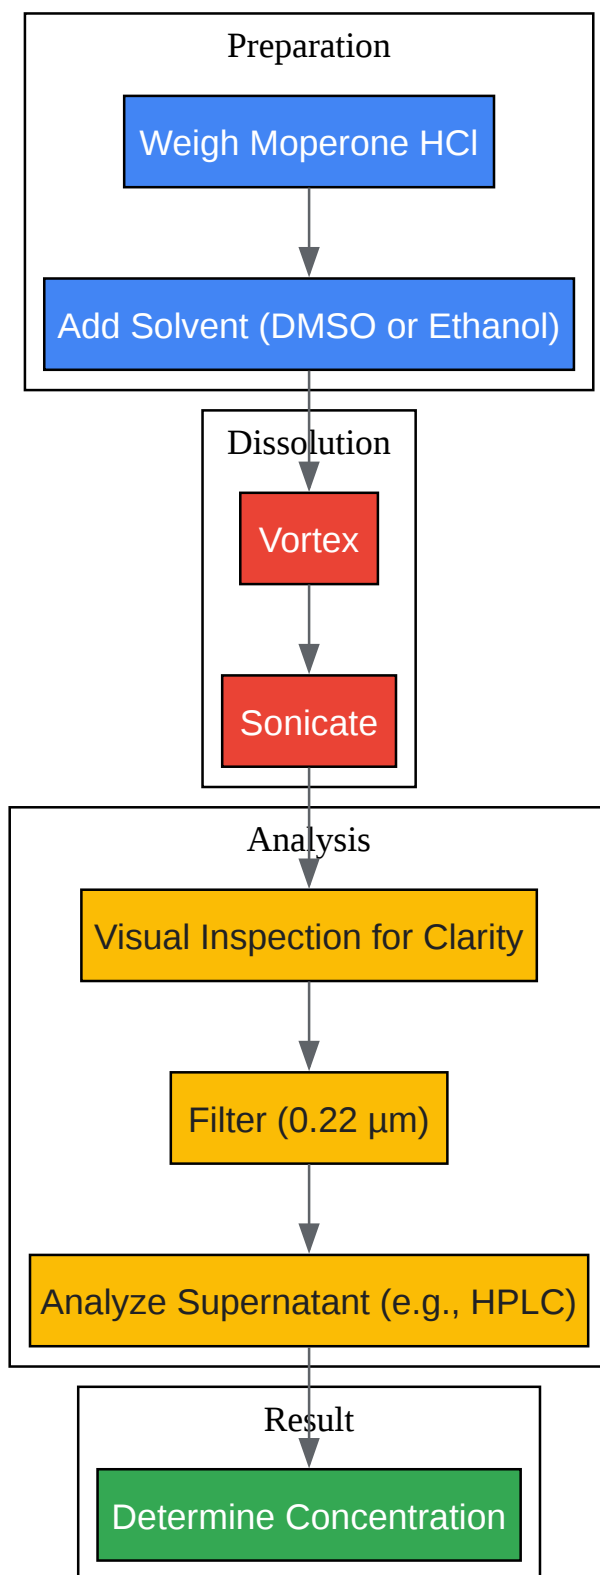 Preparation
Weigh Moperone HCl
Add Solvent (DMSO or Ethanol)
Dissolution
Vortex
Sonicate
Analysis
Visual Inspection for Clarity
Filter (0.22 µm)
Analyze Supernatant (e.g., HPLC)
Result
Determine Concentration